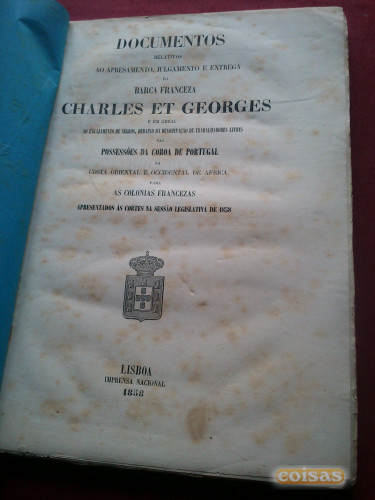 DOCUMENTOS
RELATIVOS
AO APRESAMENTO, JULGAMENTO E ENTREGA
DA
BARCA FRANCEZA
CHARLES ET GEORGES
E EM GERAL
AO ENGAJAMENTO DE NEGROS, DEBAIXO DA DENOMINAÇÃO DE TRABALHADORES LIVRES
NAS
POSSESSÕES DA COROA DE PORTUGAL
NA
COSTA ORIENTAL E OCCIDENTAL DE AFRICA
PARA
AS COLONIAS FRANCEZAS
APRESENTADOS ÁS CORTES NA SESSÃO LEGISLATIVA DE 1858
LISBOA
IMPRENSA NACIONAL
1858
coisas